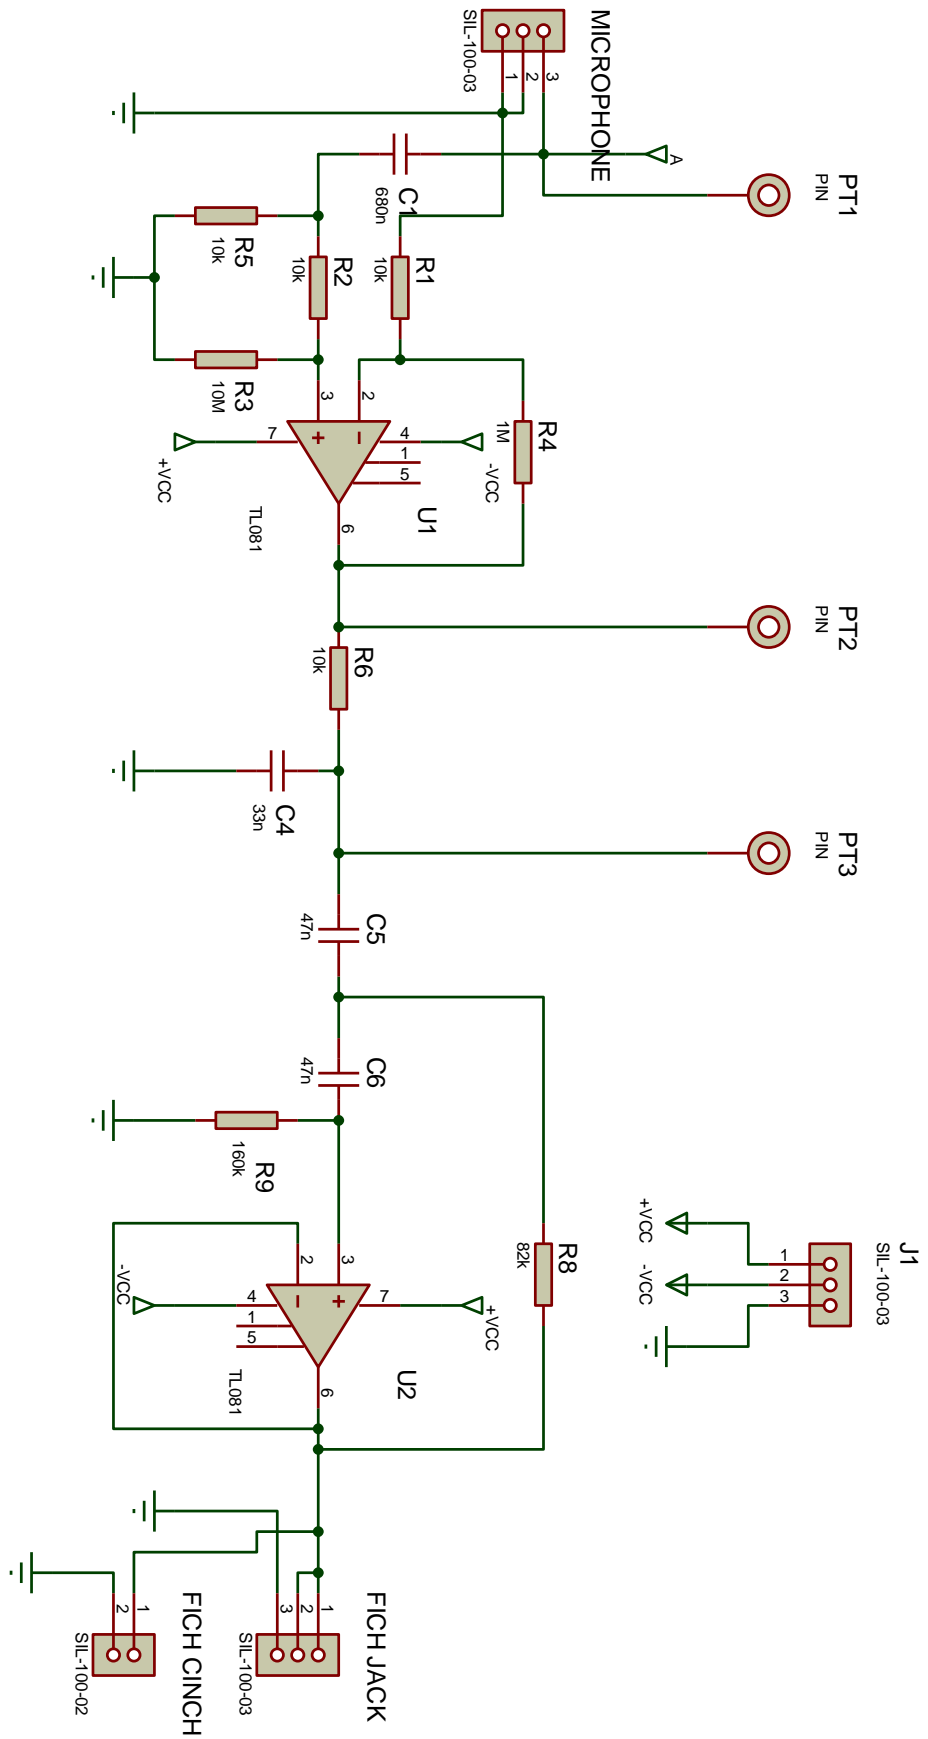 MICROPHONE
SIL-100-03
1
2
3
A
PT1
PIN
C1
680n
R5
10k
R2
10k
R1
10k
R3
10M
R4
1M
3
2
7
4
1
5
6
+VCC
-VCC
U1
TL081
PT2
PIN
R6
10k
C4
33n
PT3
PIN
C5
47n
C6
47n
R9
160k
R8
82k
J1
SIL-100-03
1
2
3
+VCC
-VCC
2
3
4
7
1
5
6
-VCC
+VCC
U2
TL081
FICH JACK
SIL-100-03
1
2
3
FICH CINCH
SIL-100-02
1
2